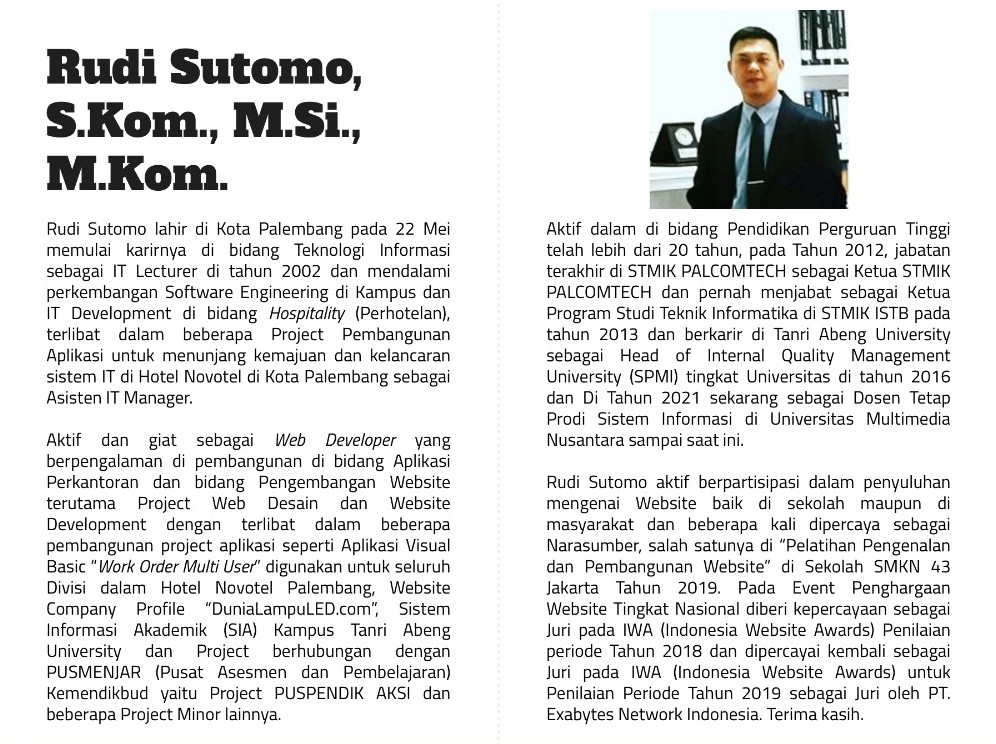 Rudi Sutomo,
S.Kom., M.Si.,
M.Kom.
Rudi Sutomo lahir di Kota Palembang pada 22 Mei
memulai karirnya di bidang Teknologi Informasi
sebagai IT Lecturer di tahun 2002 dan mendalami
perkembangan Software Engineering di Kampus dan
IT Development di bidang Hospitality (Perhotelan),
terlibat dalam beberapa Project Pembangunan
Aplikasi untuk menunjang kemajuan dan kelancaran
sistem IT di Hotel Novotel di Kota Palembang sebagai
Asisten IT Manager.
Aktif dan giat sebagai Web Developer yang
berpengalaman di pembangunan di bidang Aplikasi
Perkantoran dan bidang Pengembangan Website
terutama Project Web Desain dan Website
Development dengan terlibat dalam beberapa
pembangunan project aplikasi seperti Aplikasi Visual
Basic “Work Order Multi User” digunakan untuk seluruh
Divisi dalam Hotel Novotel Palembang, Website
Company Profile “DuniaLampuLED.com”, Sistem
Informasi Akademik (SIA) Kampus Tanri Abeng
University dan Project berhubungan dengan
PUSMENJAR (Pusat Asesmen dan Pembelajaran)
Kemendikbud yaitu Project PUSPENDIK AKSI dan
beberapa Project Minor lainnya.
Aktif dalam di bidang Pendidikan Perguruan Tinggi
telah lebih dari 20 tahun, pada Tahun 2012, jabatan
terakhir di STMIK PALCOMTECH sebagai Ketua STMIK
PALCOMTECH dan pernah menjabat sebagai Ketua
Program Studi Teknik Informatika di STMIK ISTB pada
tahun 2013 dan berkarir di Tanri Abeng University
sebagai Head of Internal Quality Management
University (SPMI) tingkat Universitas di tahun 2016
dan Di Tahun 2021 sekarang sebagai Dosen Tetap
Prodi Sistem Informasi di Universitas Multimedia
Nusantara sampai saat ini.
Rudi Sutomo aktif berpartisipasi dalam penyuluhan
mengenai Website baik di sekolah maupun di
masyarakat dan beberapa kali dipercaya sebagai
Narasumber, salah satunya di “Pelatihan Pengenalan
dan Pembangunan Website” di Sekolah SMKN 43
Jakarta Tahun 2019. Pada Event Penghargaan
Website Tingkat Nasional diberi kepercayaan sebagai
Juri pada IWA (Indonesia Website Awards) Penilaian
periode Tahun 2018 dan dipercayai kembali sebagai
Juri pada IWA (Indonesia Website Awards) untuk
Penilaian Periode Tahun 2019 sebagai Juri oleh PT.
Exabytes Network Indonesia. Terima kasih.